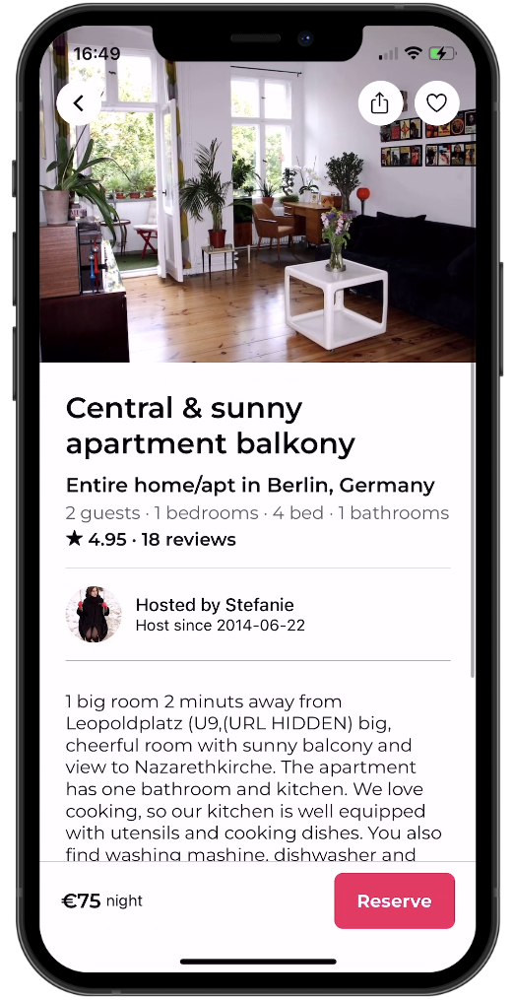 16:49
Central & sunny
apartment balkony
Entire home/apt in Berlin, Germany
2 guests · 1 bedrooms · 4 bed · 1 bathrooms
★ 4.95 · 18 reviews
Hosted by Stefanie
Host since 2014-06-22
1 big room 2 minuts away from
Leopoldplatz (U9,(URL HIDDEN) big,
cheerful room with sunny balcony and
view to Nazarethkirche. The apartment
has one bathroom and kitchen. We love
cooking, so our kitchen is well equipped
with utensils and cooking dishes. You also
find washing mashine, dishwasher and
€75 night
Reserve